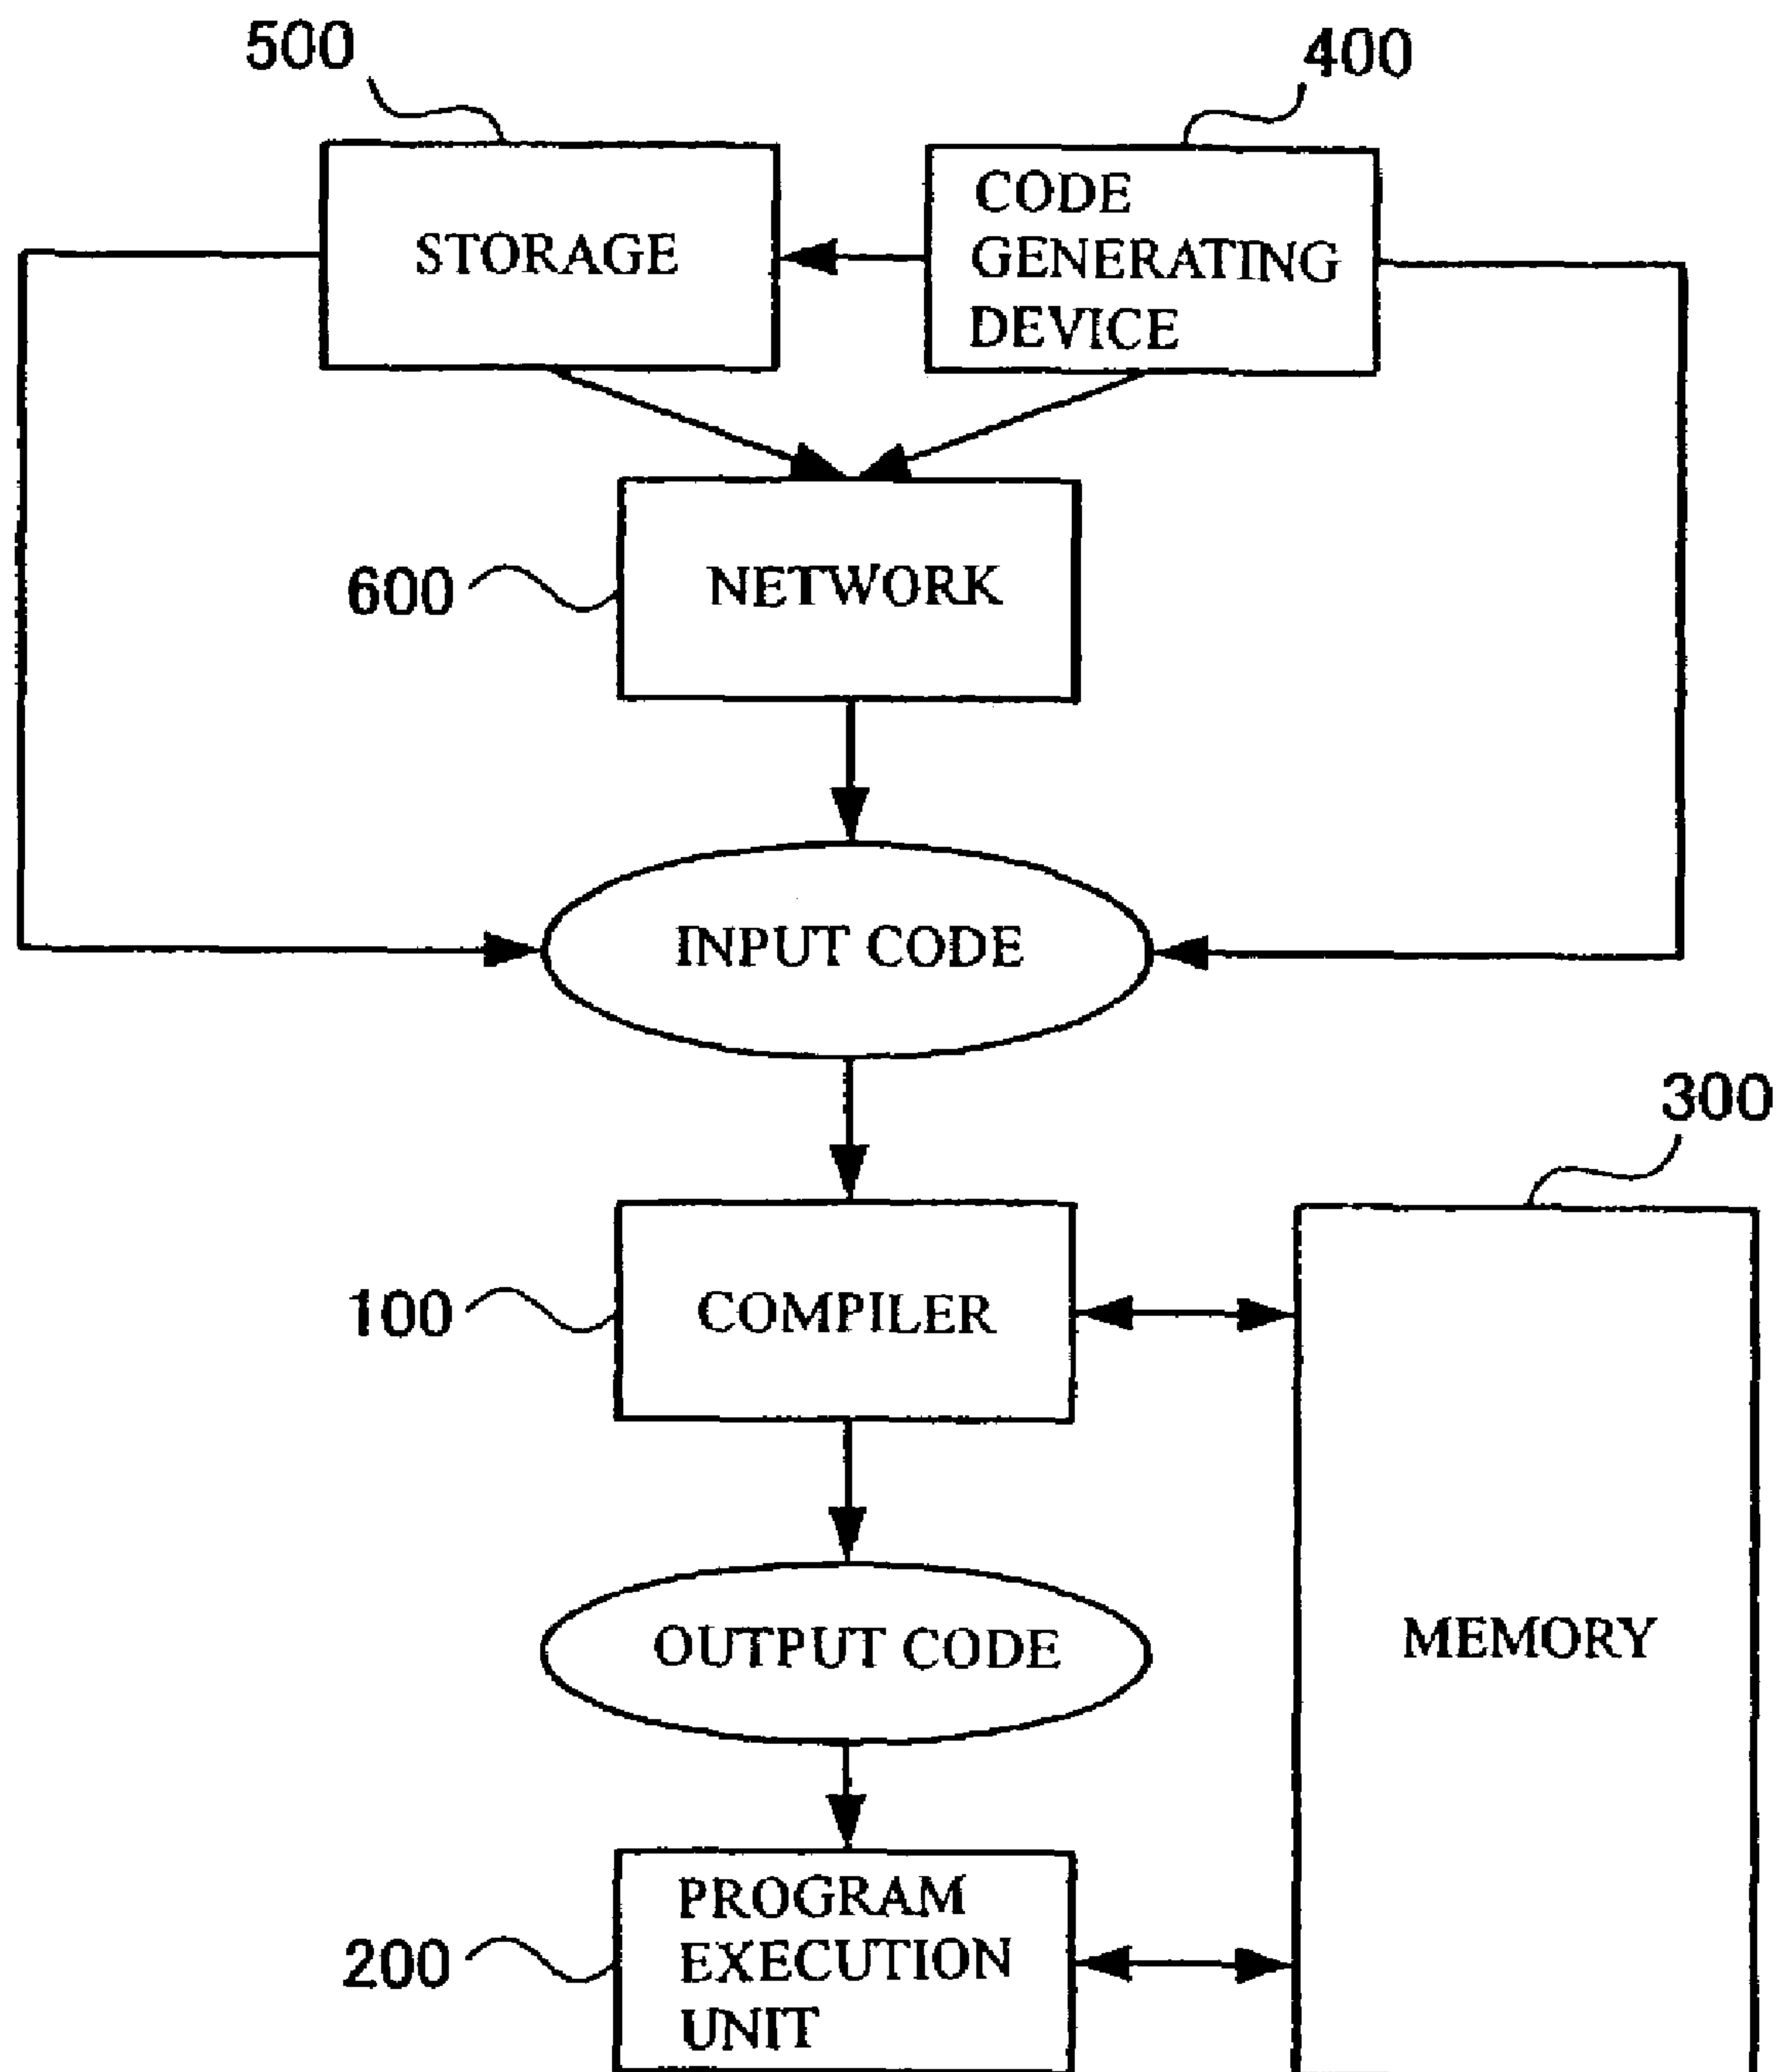 500
400
STORAGE
CODE
GENERATING
DEVICE
600
NETWORK
INPUT CODE
300
100
COMPILER
OUTPUT CODE
MEMORY
200
PROGRAM
EXECUTION
UNIT